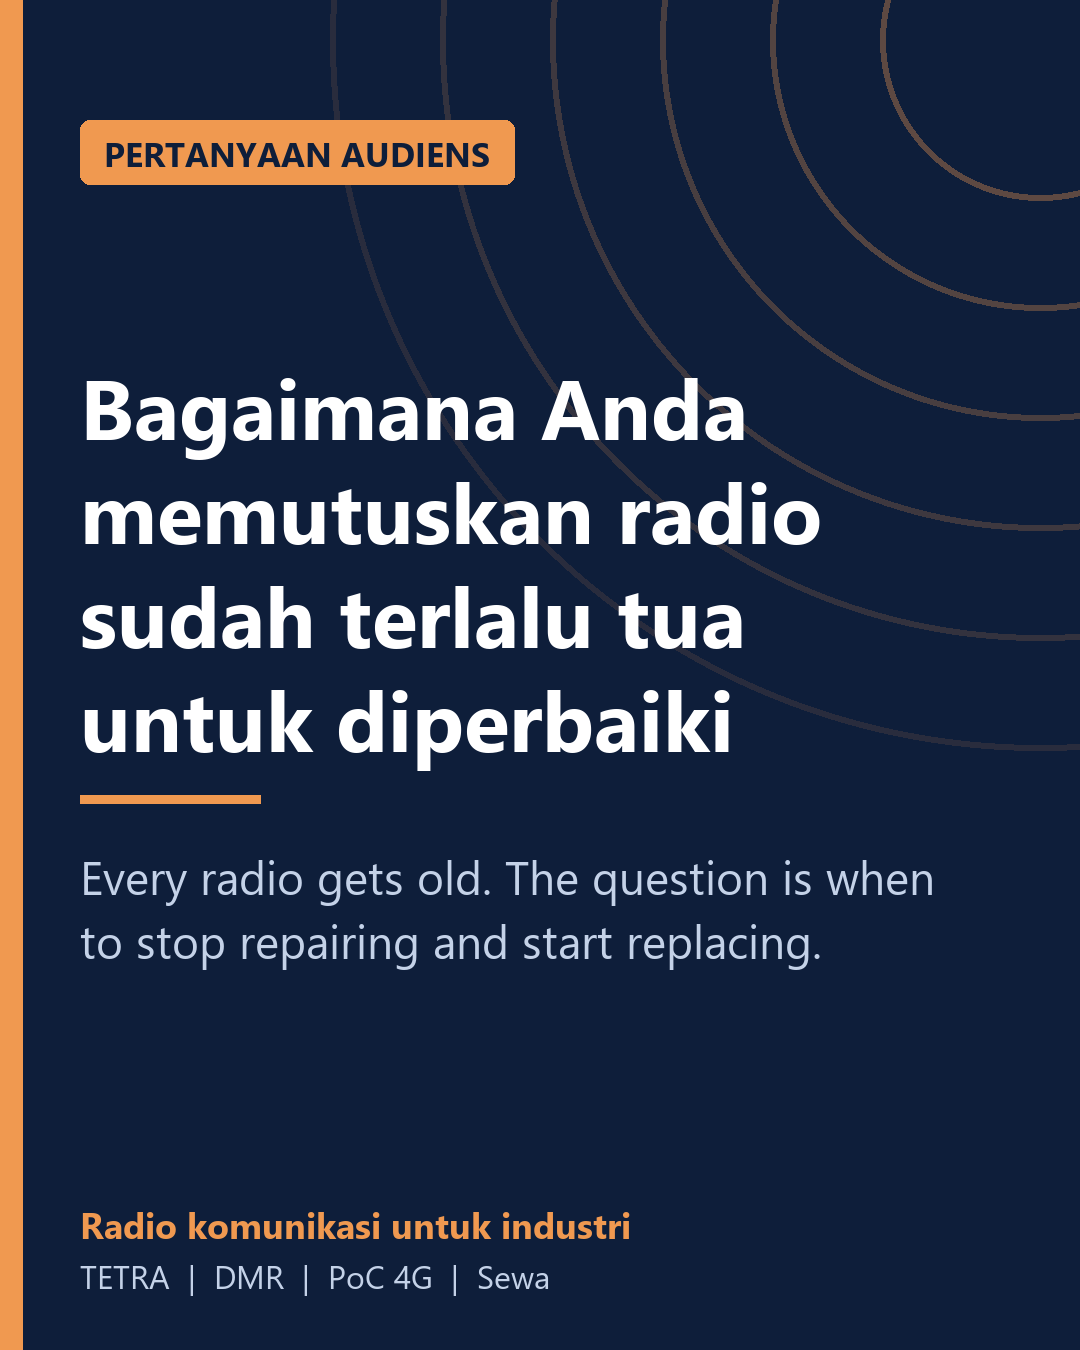 PERTANYAAN AUDIENS
Bagaimana Anda
memutuskan radio
sudah terlalu tua
untuk diperbaiki
Every radio gets old. The question is when
to stop repairing and start replacing.
Radio komunikasi untuk industri
TETRA | DMR | PoC 4G | Sewa